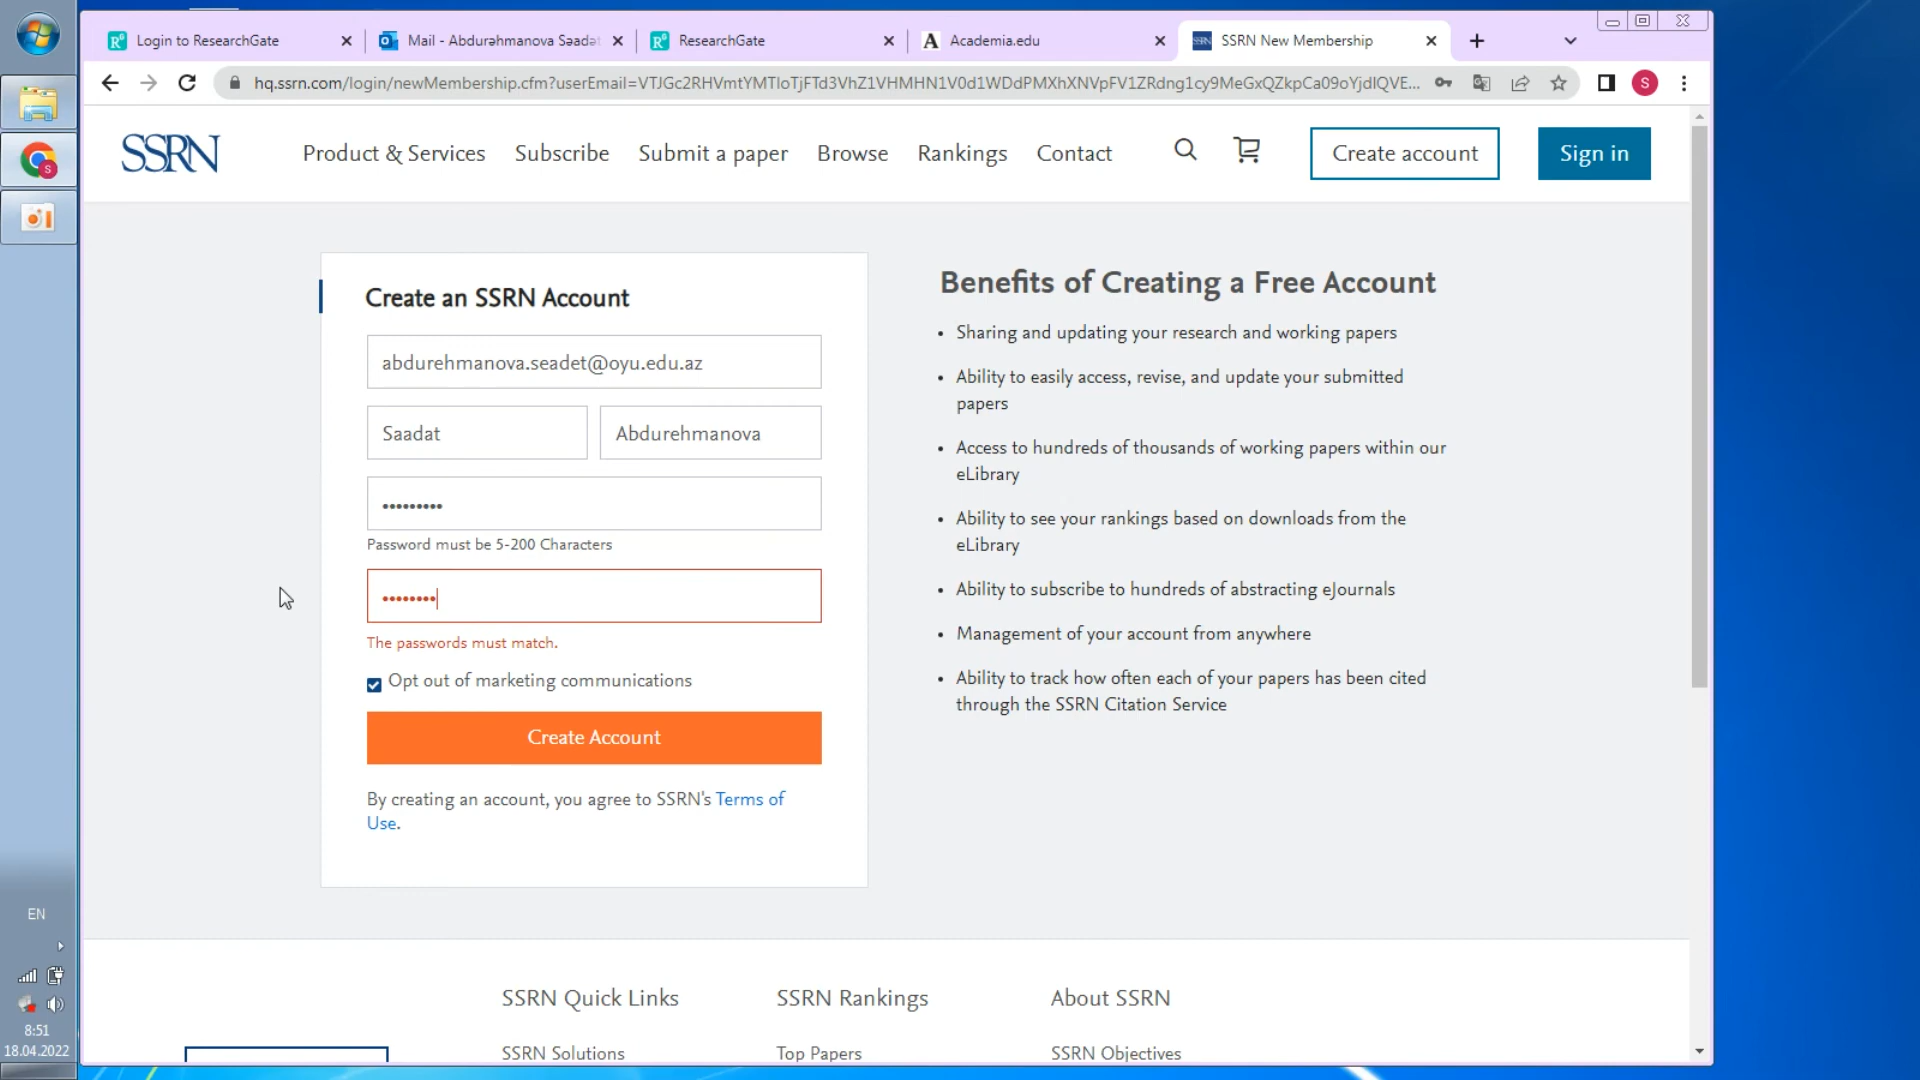 Login to ResearchGate
Mail - Abdurəhmanova Səadət
ResearchGate
Academia.edu
SSRN New Membership
hq.ssrn.com/login/newMembership.cfm?userEmail=VTJGc2RHVmtYMTloTjFTd3VhZ1VHMHN1V0d1WDdPMXhXNVpFV1ZRdng1cy9MeGxQZkpCa09oYjdlQVE...
S
SSRN
Product & Services
Subscribe
Submit a paper
Browse
Rankings
Contact
Create account
Sign in
Create an SSRN Account
abdurehmanova.seadet@oyu.edu.az
Saadat
Abdurehmanova
Password must be 5-200 Characters
The passwords must match.
Opt out of marketing communications
Create Account
By creating an account, you agree to SSRN's Terms of
Use.
Benefits of Creating a Free Account
• Sharing and updating your research and working papers
• Ability to easily access, revise, and update your submitted
papers
• Access to hundreds of thousands of working papers within our
eLibrary
• Ability to see your rankings based on downloads from the
eLibrary
• Ability to subscribe to hundreds of abstracting eJournals
• Management of your account from anywhere
• Ability to track how often each of your papers has been cited
through the SSRN Citation Service
SSRN Quick Links
SSRN Rankings
About SSRN
SSRN Solutions
Top Papers
SSRN Objectives
EN
8:51
18.04.2022